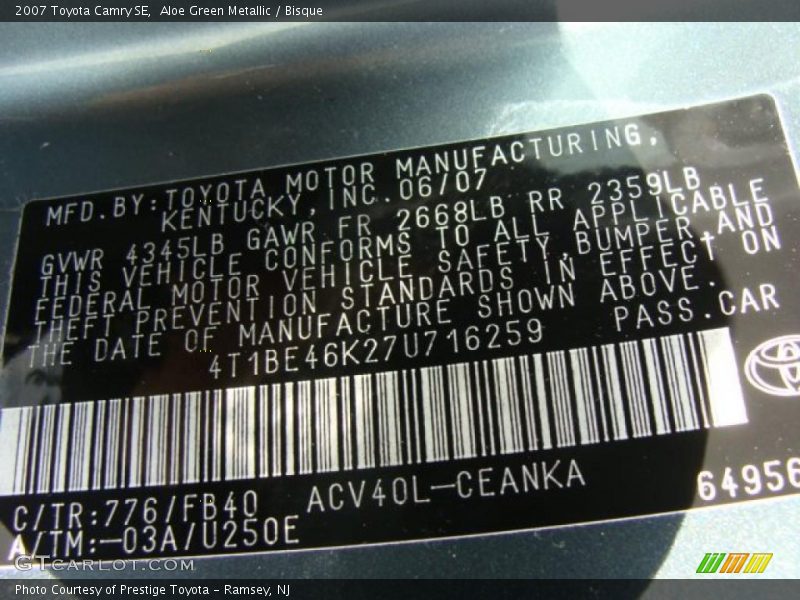 2007 Toyota Camry SE, Aloe Green Metallic / Bisque
MFD.BY:TOYOTA MOTOR MANUFACTURING,
KENTUCKY,INC.06/07
GVWR 4345LB GAWR FR 2668LB RR 2359LB
THIS VEHICLE CONFORMS TO ALL APPLICABLE
FEDERAL MOTOR VEHICLE SAFETY,BUMPER,AND
THEFT PREVENTION STANDARDS IN EFFECT ON
THE DATE OF MANUFACTURE SHOWN ABOVE.
4T1BE46K27U716259 PASS.CAR
C/TR:776/FB40 ACV40L-CEANKA 64956
A/TM:-03A/U250E
GTcarlot.com
Photo Courtesy of Prestige Toyota - Ramsey, NJ